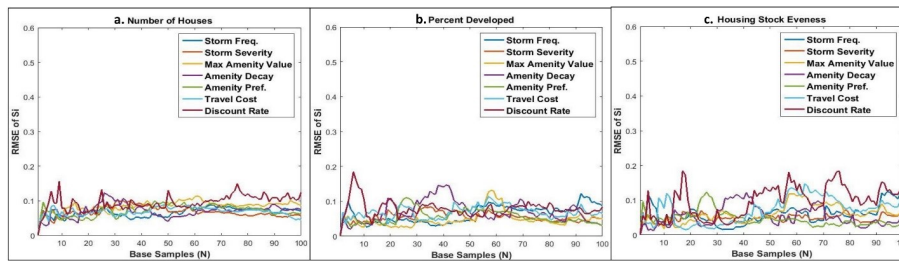 a. Number of Houses
RMSE of Si
0.6
0.5
0.4
0.3
0.2
0.1
0
Storm Freq.
Storm Severity
Max Amenity Value
Amenity Decay
Amenity Pref.
Travel Cost
Discount Rate
10 20 30 40 50 60 70 80 90 100
Base Samples (N)
b. Percent Developed
RMSE of Si
0.6
0.5
0.4
0.3
0.2
0.1
0
Storm Freq.
Storm Severity
Max Amenity Value
Amenity Decay
Amenity Pref.
Travel Cost
Discount Rate
10 20 30 40 50 60 70 80 90 100
Base Samples (N)
c. Housing Stock Eveness
RMSE of Si
0.6
0.5
0.4
0.3
0.2
0.1
0
Storm Freq.
Storm Severity
Max Amenity Value
Amenity Decay
Amenity Pref.
Travel Cost
Discount Rate
10 20 30 40 50 60 70 80 90 100
Base Samples (N)